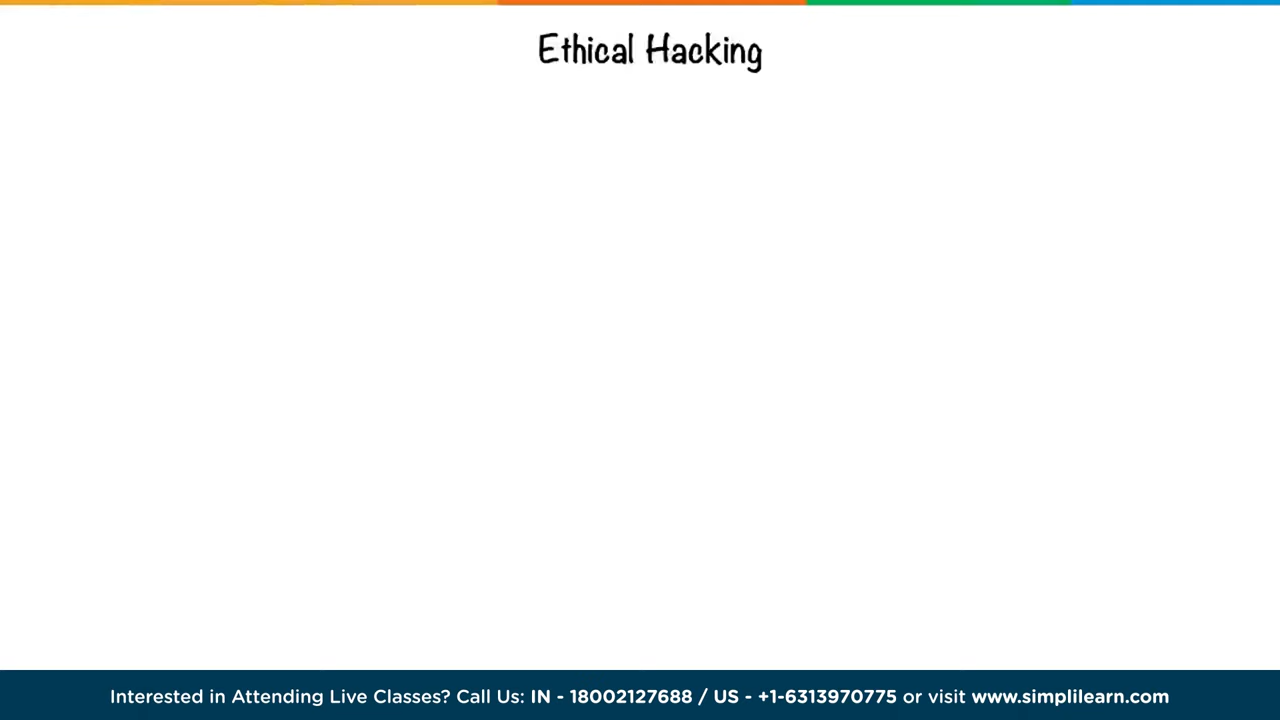 Ethical Hacking
Interested in Attending Live Classes? Call Us: IN - 18002127688 / US - +1-6313970775 or visit www.simplilearn.com